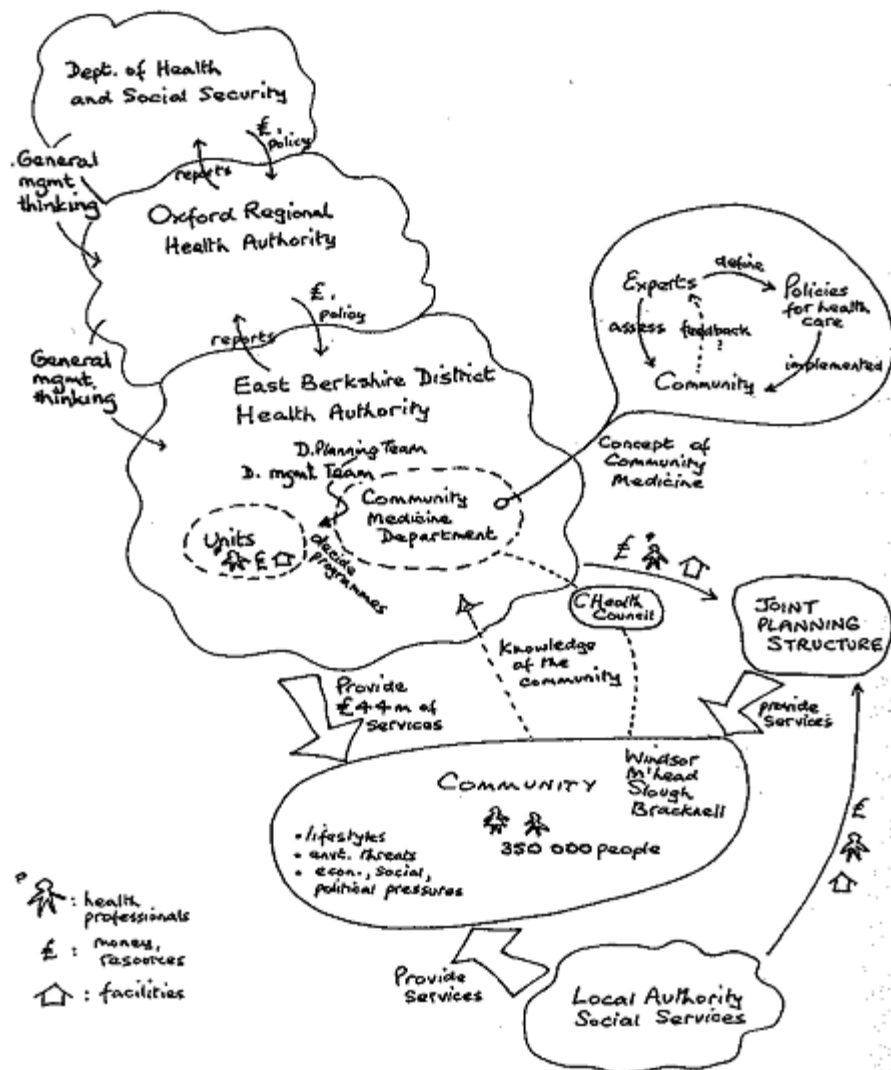 Dept. of Health
and Social Security
£,
policy
reports
General
mgmt
thinking
Oxford Regional
Health Authority
£,
policy
reports
General
mgmt
thinking
East Berkshire District
Health Authority
D. Planning Team
D. mgmt Team
Community
Medicine
Department
Units
£
decide
programmes
Experts
define
Policies
for health
care
assess
feedback
?
implemented
Community
Concept of
Community
Medicine
£
C Health
Council
JOINT
PLANNING
STRUCTURE
Knowledge
of the
community
Provide
£44m of
Services
provide
Services
COMMUNITY
Windsor
M'head
Slough
Bracknell
350 000 people
• lifestyles
• envt. threats
• econ., social,
political pressures
£
: health
professionals
£ : money,
resources
: facilities
Provide
Services
Local Authority
Social Services